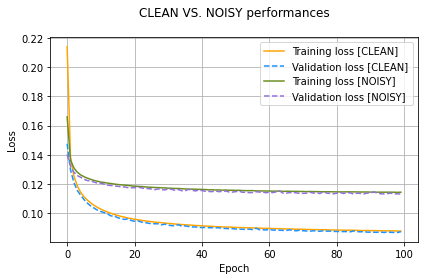 CLEAN VS. NOISY performances
0.22
0.20
0.18
0.16
0.14
0.12
0.10
Loss
Training loss [CLEAN]
Validation loss [CLEAN]
Training loss [NOISY]
Validation loss [NOISY]
0 20 40 60 80 100
Epoch